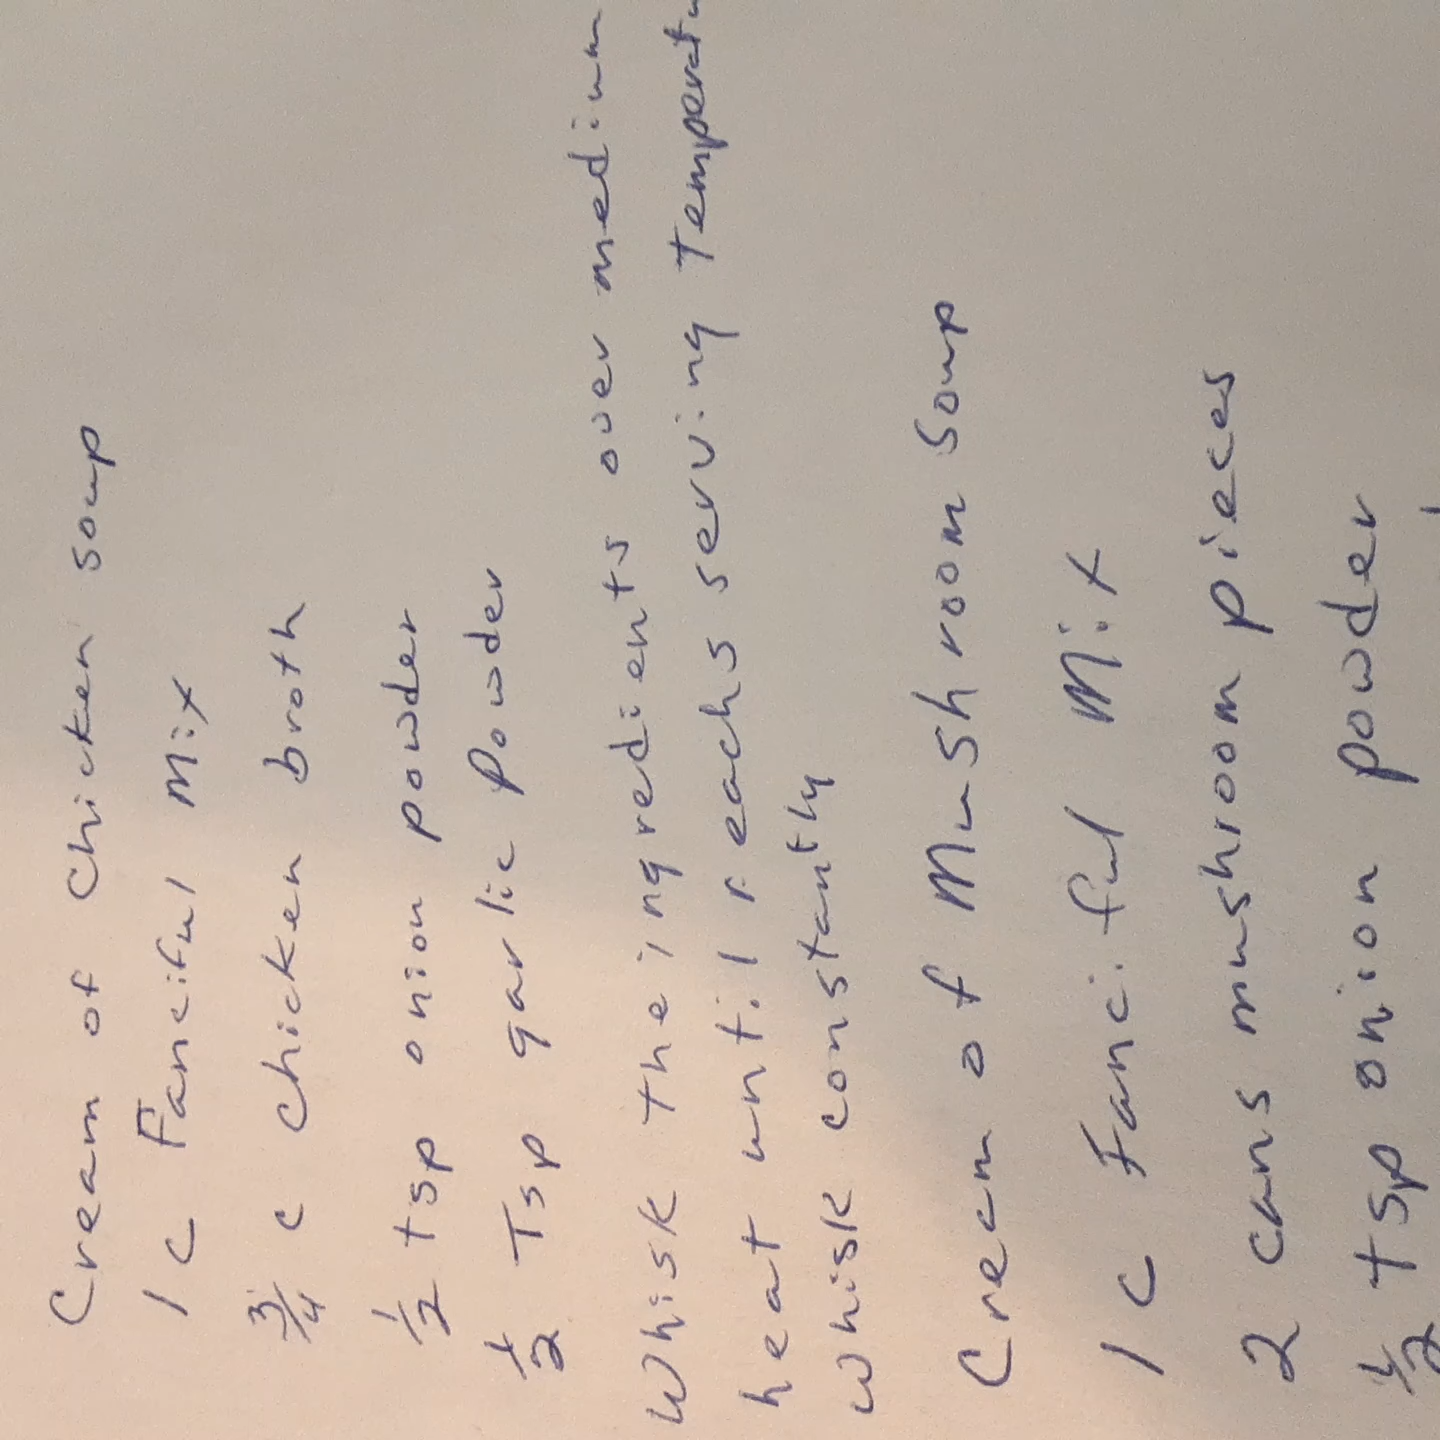 Cream of Chicken soup
1 c Fanciful Mix
3/4 c Chicken broth
1/2 tsp onion powder
1/2 Tsp garlic Powder
Whisk the ingredients over medium
heat until reaches serving temperatu
whisk constantly
Cream of Mushroom Soup
1 c Fanciful Mix
2 cans mushroom pieces
1/2 tsp onion powder